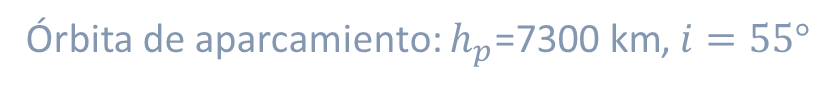 Órbita de aparcamiento: $h_p$=7300 km, $i = 55°$